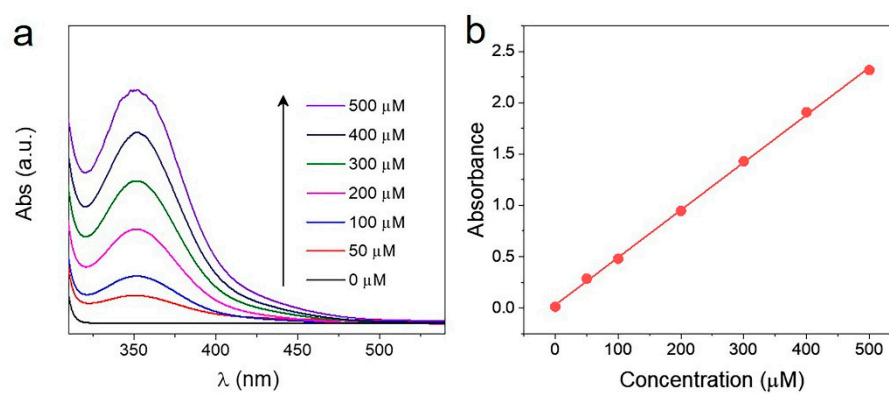 a
Abs (a.u.)
500 μM
400 μM
300 μM
200 μM
100 μM
50 μM
0 μM
350 400 450 500
λ (nm)
b
Absorbance
2.5
2.0
1.5
1.0
0.5
0.0
0 100 200 300 400 500
Concentration (μM)